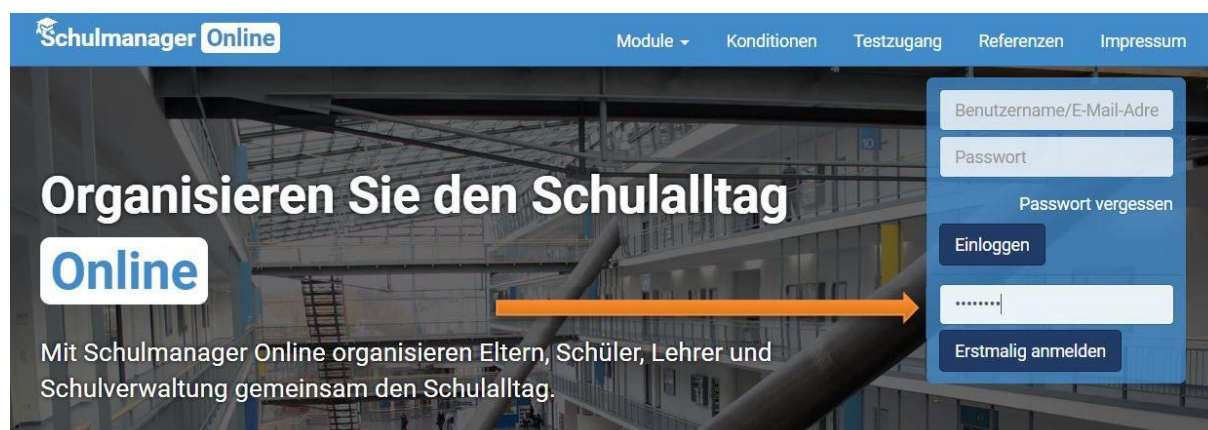 Schulmanager Online
Module Konditionen Testzugang Referenzen Impressum
Benutzername/E-Mail-Adre
Passwort
Passwort vergessen
Einloggen
••••••••
Erstmalig anmelden
Organisieren Sie den Schulalltag
Online
Mit Schulmanager Online organisieren Eltern, Schüler, Lehrer und
Schulverwaltung gemeinsam den Schulalltag.
1D